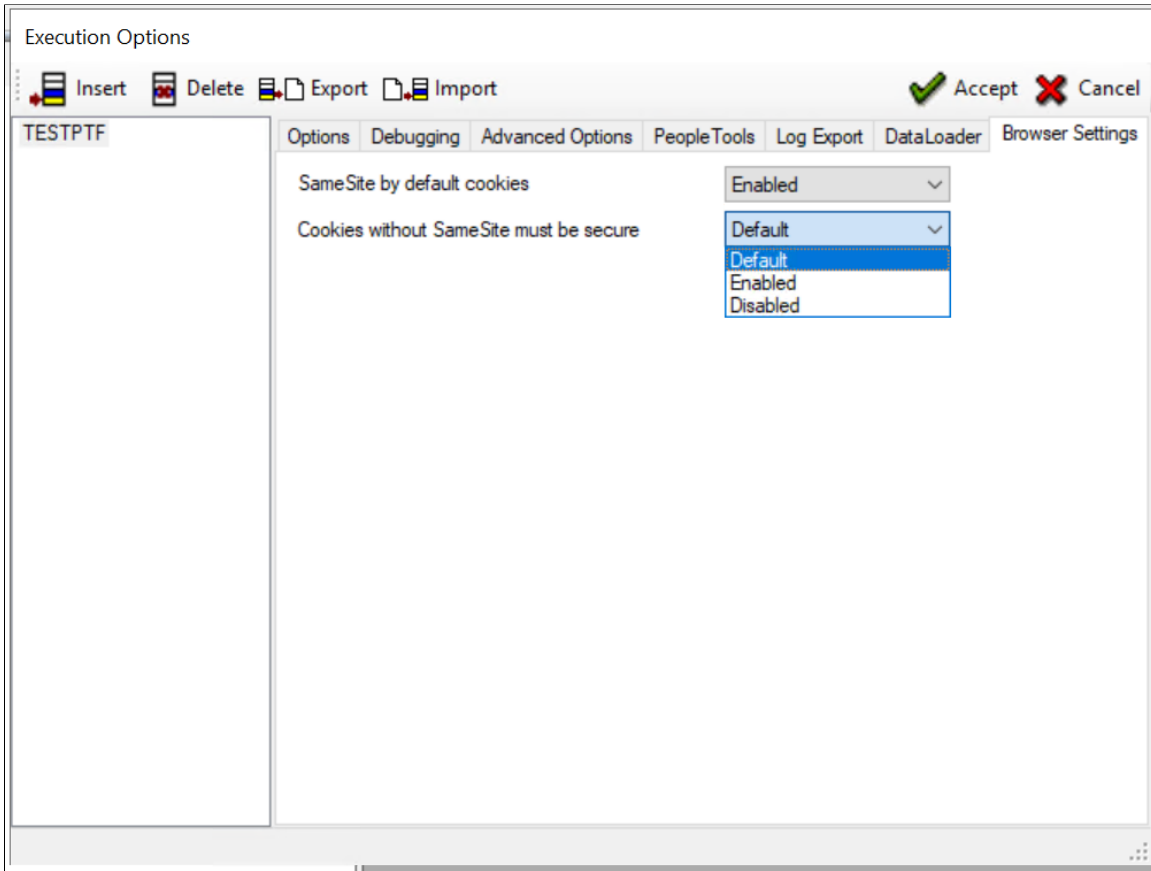 Execution Options
Insert Delete Export Import Accept Cancel
TESTPTF
Options Debugging Advanced Options PeopleTools Log Export DataLoader Browser Settings
SameSite by default cookies Enabled
Cookies without SameSite must be secure Default
Default
Enabled
Disabled